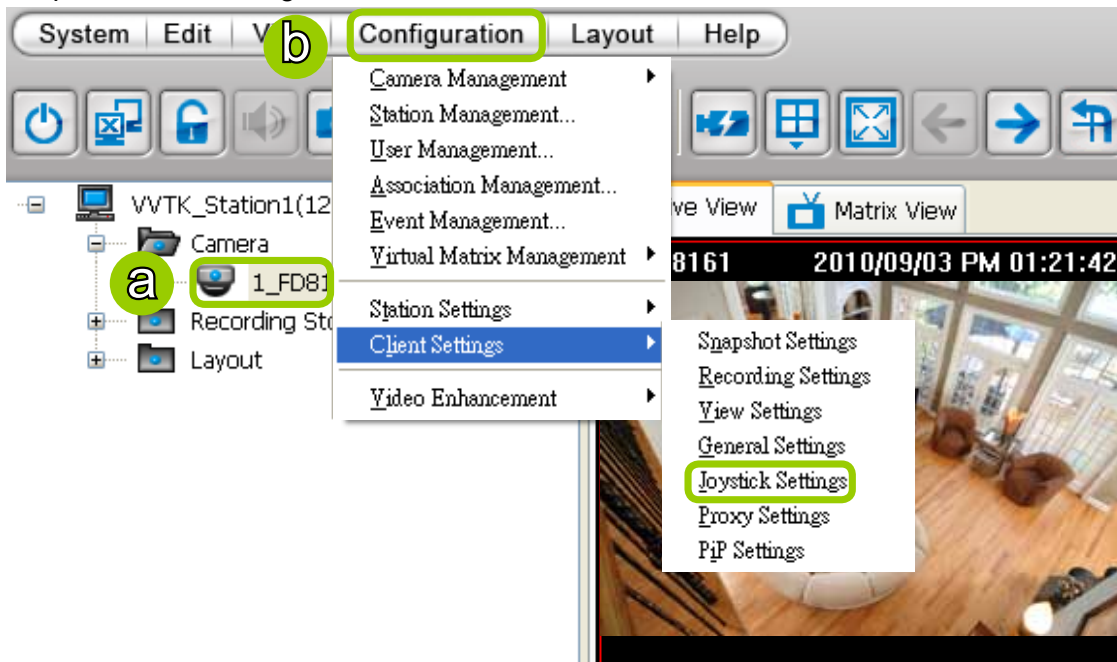 System Edit V b Configuration Layout Help
Camera Management
Station Management...
User Management...
Association Management...
Event Management...
Virtual Matrix Management
Station Settings
Client Settings
Video Enhancement
Snapshot Settings
Recording Settings
View Settings
General Settings
Joystick Settings
Proxy Settings
PiP Settings
VVTK_Station1(12
Camera
a 1_FD81
Recording Sto
Layout
ve View Matrix View
8161 2010/09/03 PM 01:21:42